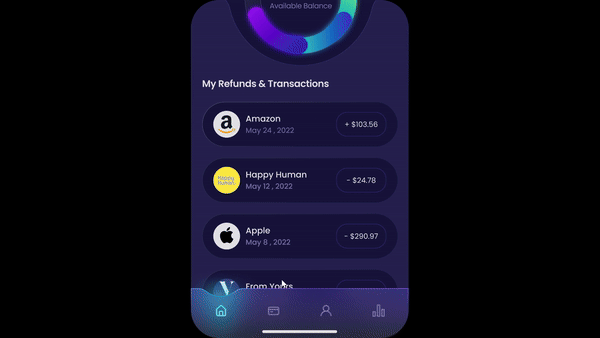 Available Balance
My Refunds & Transactions
Amazon
May 24 , 2022
+ $103.56
Happy Human
Happy Human
May 12 , 2022
- $24.78
Apple
May 8 , 2022
- $290.97
From Yours